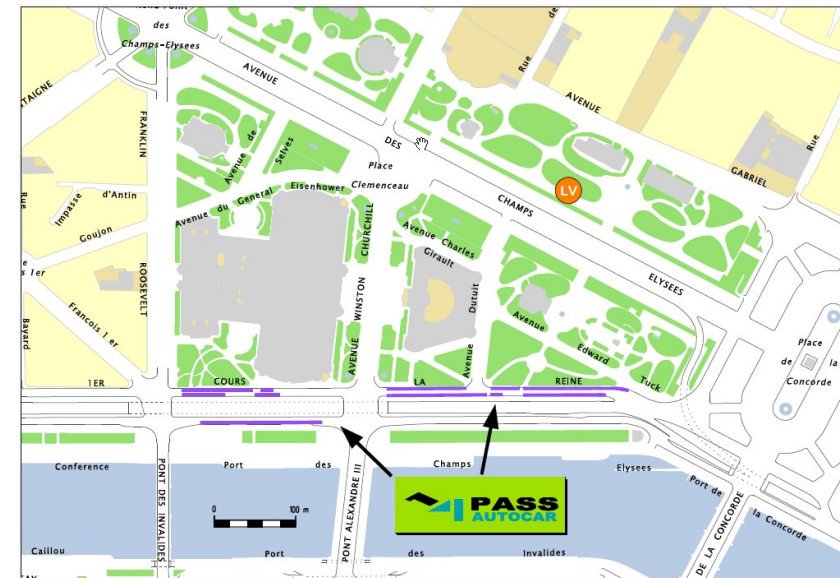 des
Champs-Elysees
AVENUE
DES
CHAMPS
ELYSEES
TAIGNE
FRANKLIN
ROOSEVELT
Avenue de
Selves
Place
Clemenceau
Rue
de
AVENUE
GABRIEL
Rue
LV
Impasse
d'Antin
Rue
Goujon
Avenue du General Eisenhower
CHURCHILL
WINSTON
AVENUE
Avenue Charles
Girault
Dutuit
Avenue
Avenue
Edward
Tuck
s 1er
Francois 1 er
Bayard
1ER
COURS
LA
REINE
Place
de la
Concorde
Conference
Port des Champs Elysees
Port de
la Concorde
PONT DES INVALIDES
PONT ALEXANDRE III
DE LA CONCORDE
0 100 m
PASS
AUTOCAR
Caillou
Port des Invalides